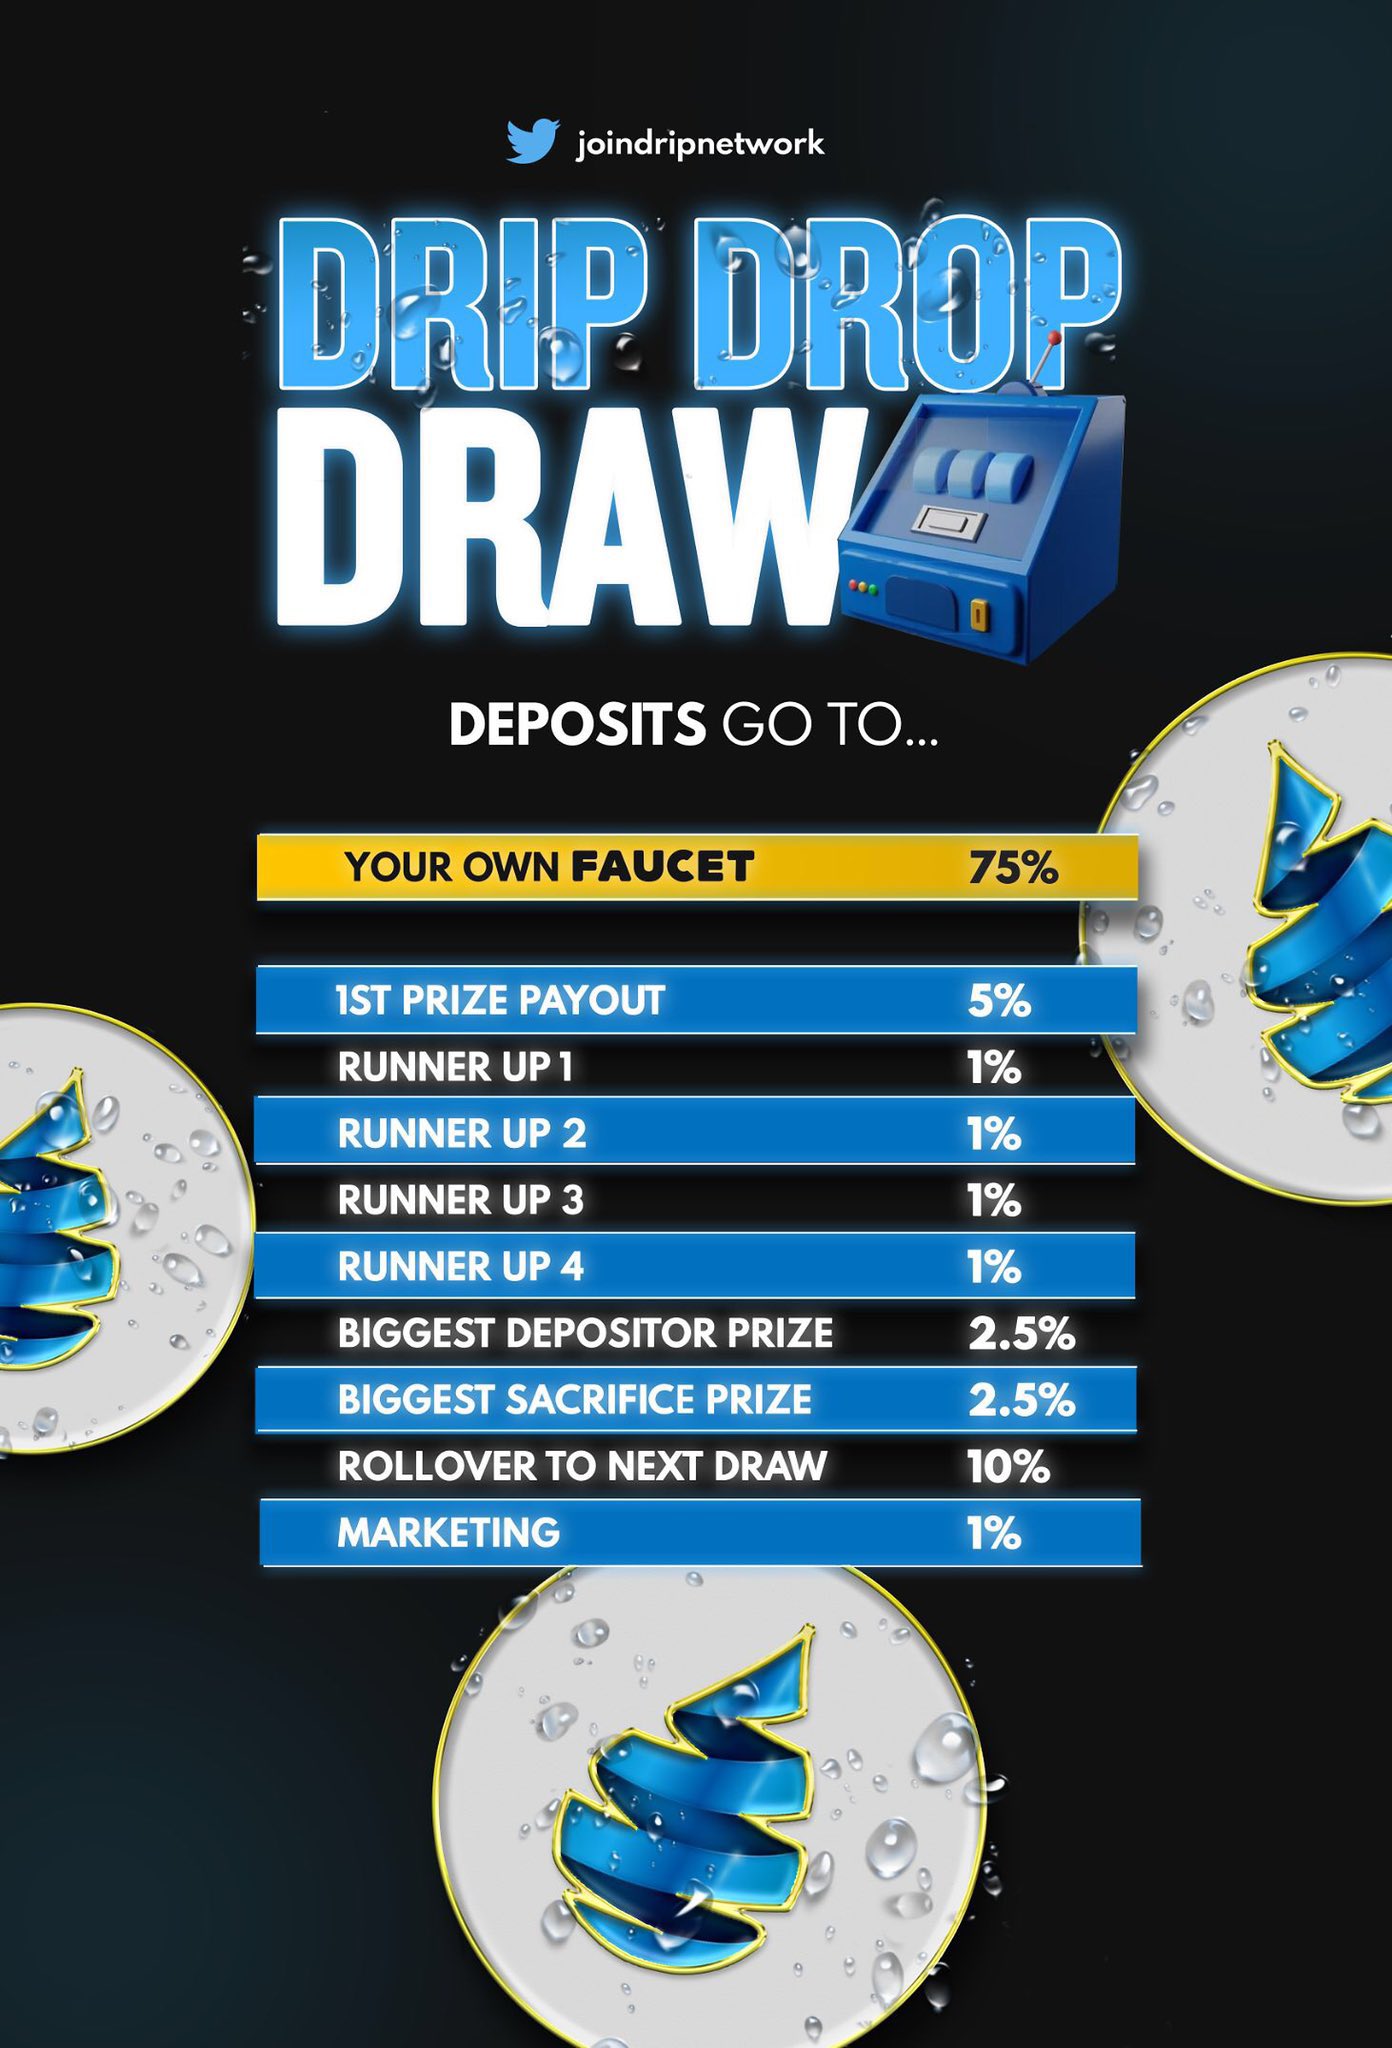 joindripnetwork
DRIP DROP
DRAW
DEPOSITS GO TO...
YOUR OWN FAUCET 75%
1ST PRIZE PAYOUT 5%
RUNNER UP 1 1%
RUNNER UP 2 1%
RUNNER UP 3 1%
RUNNER UP 4 1%
BIGGEST DEPOSITOR PRIZE 2.5%
BIGGEST SACRIFICE PRIZE 2.5%
ROLLOVER TO NEXT DRAW 10%
MARKETING 1%